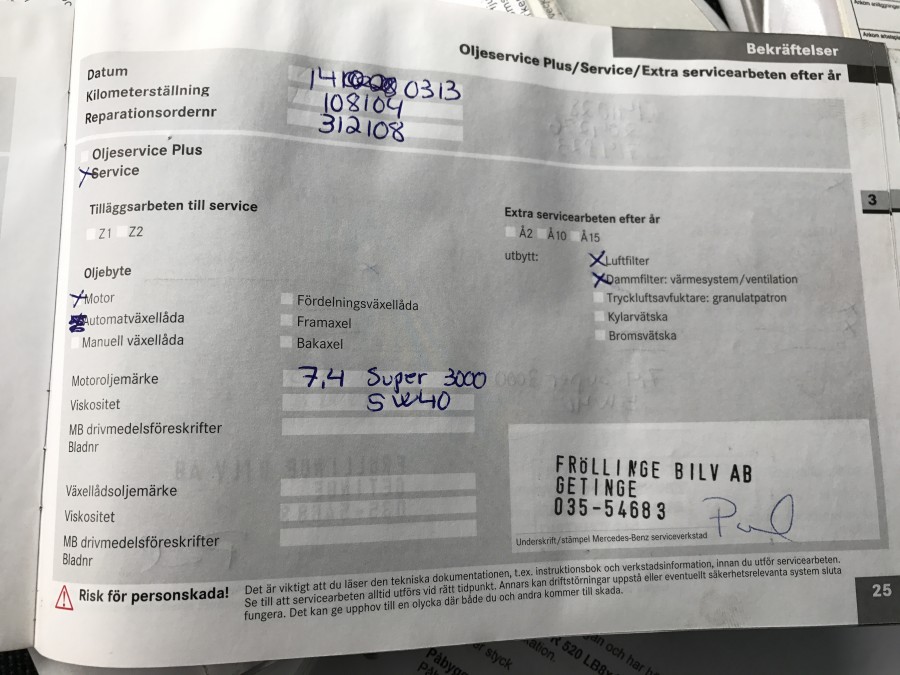 Bekräftelser
Oljeservice Plus/Service/Extra servicearbeten efter år
Datum 14 0313
Kilometerställning 108104
Reparationsordernr 312108
Oljeservice Plus
Service
Tilläggsarbeten till service
Z1 Z2
Extra servicearbeten efter år
Å2 Å10 Å15
utbytt: Luftfilter
Dammfilter: värmesystem/ventilation
Tryckluftsavfuktare: granulatpatron
Kylarvätska
Bromsvätska
3
Oljebyte
Motor
Automatväxellåda
Manuell växellåda
Fördelningsväxellåda
Framaxel
Bakaxel
Motoroljemärke 7,4 Super 3000
Viskositet 5W40
MB drivmedelsföreskrifter
Bladnr
Växellådsoljemärke
Viskositet
MB drivmedelsföreskrifter
Bladnr
FRÖLLINGE BILV AB
GETINGE
035-54683
Underskrift/stämpel Mercedes-Benz serviceverkstad
Risk för personskada!
Det är viktigt att du läser den tekniska dokumentationen, t.ex. instruktionsbok och verkstadsinformation, innan du utför servicearbeten.
Se till att servicearbeten alltid utförs vid rätt tidpunkt. Annars kan driftstörningar uppstå eller eventuellt säkerhetsrelevanta system sluta
fungera. Det kan ge upphov till en olycka där både du och andra kommer till skada.
25